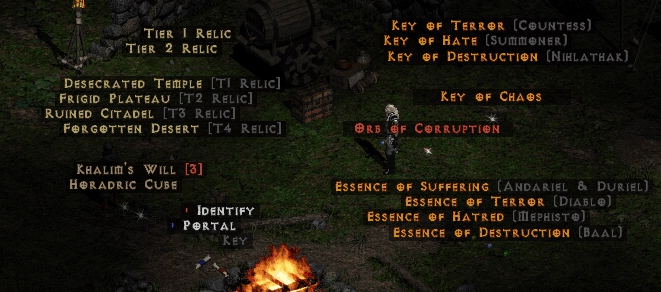 Tier 1 Relic
Tier 2 Relic
Desecrated Temple [T1 Relic]
Frigid Plateau [T2 Relic]
Ruined Citadel [T3 Relic]
Forgotten Desert [T4 Relic]
Khalim's Will [3]
Horadric Cube
Identify
Portal
Key
Key of Terror (Countess)
Key of Hate (Summoner)
Key of Destruction (Nihlathak)
Key of Chaos
Orb of Corruption
Essence of Suffering (Andariel & Duriel)
Essence of Terror (Diablo)
Essence of Hatred (Mephisto)
Essence of Destruction (Baal)